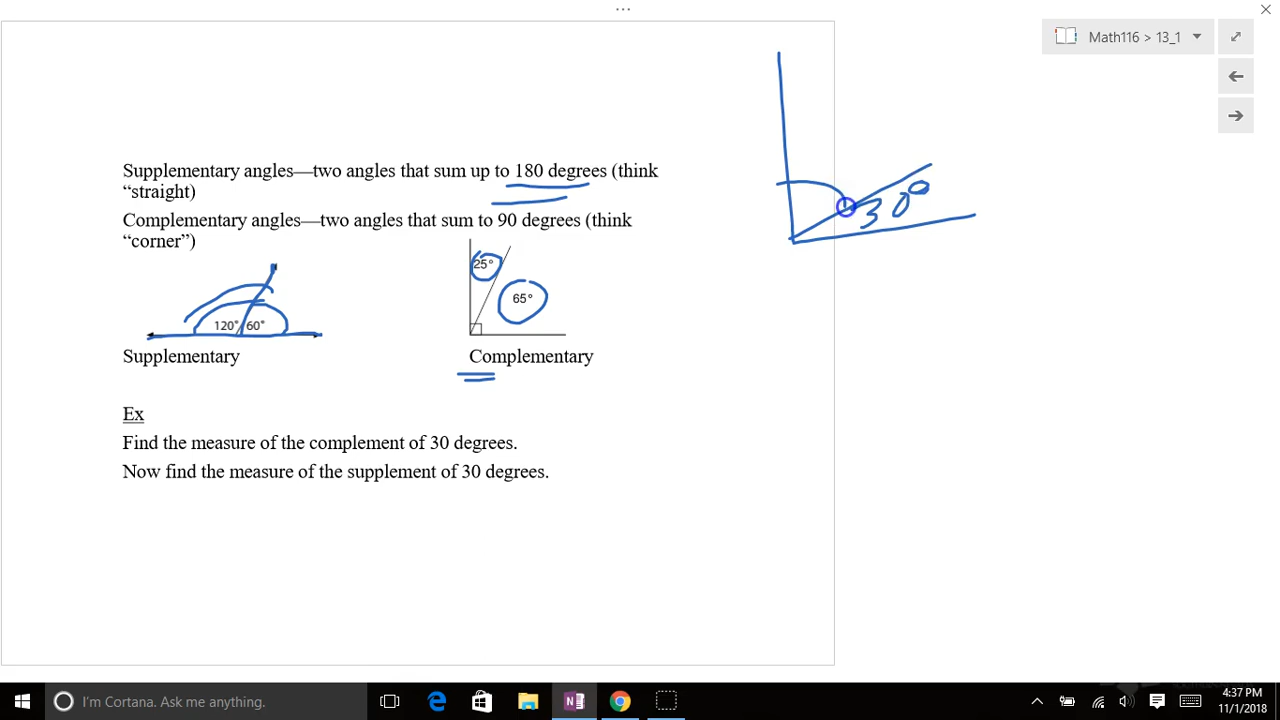 Math116 > 13_1
Supplementary angles—two angles that sum up to 180 degrees (think
“straight)
Complementary angles—two angles that sum to 90 degrees (think
“corner”)
30°
120° 60°
25°
65°
Supplementary
Complementary
Ex
Find the measure of the complement of 30 degrees.
Now find the measure of the supplement of 30 degrees.
I'm Cortana. Ask me anything.
4:37 PM
11/1/2018